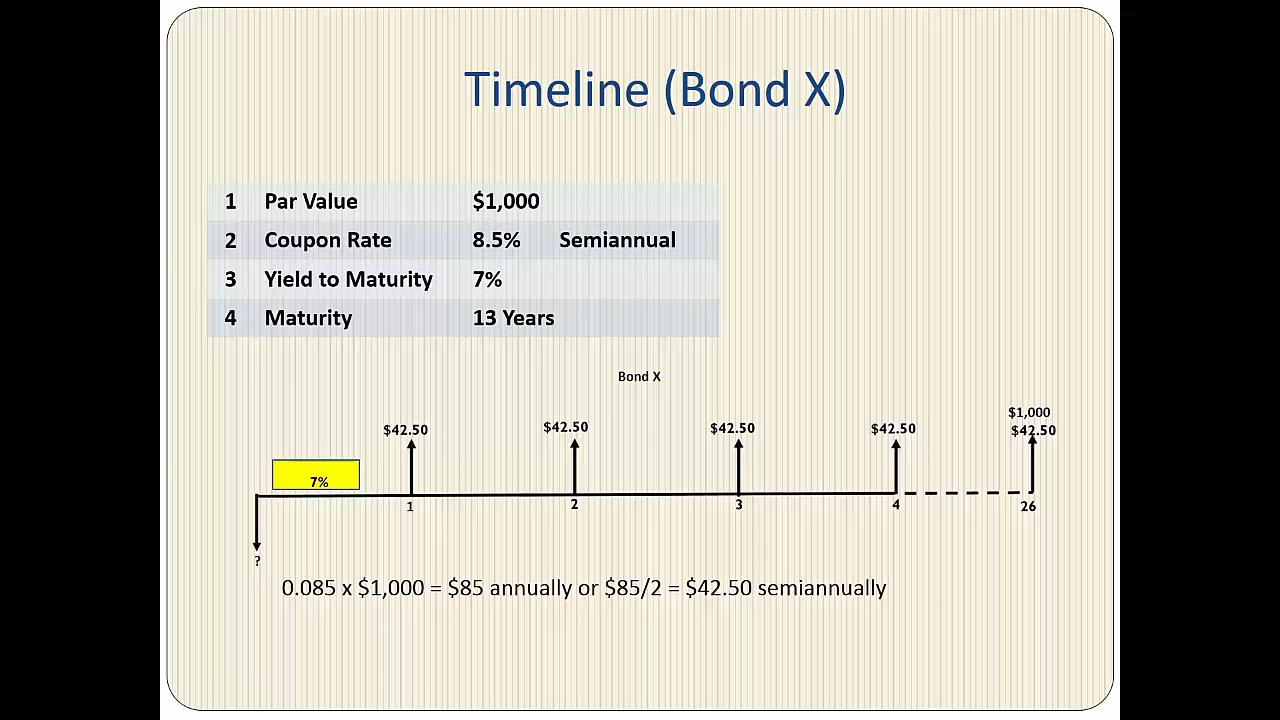 Timeline (Bond X)
1 Par Value $1,000
2 Coupon Rate 8.5% Semiannual
3 Yield to Maturity 7%
4 Maturity 13 Years
Bond X
$1,000
$42.50 $42.50 $42.50 $42.50 $42.50
7%
1 2 3 4 26
?
0.085 x $1,000 = $85 annually or $85/2 = $42.50 semiannually